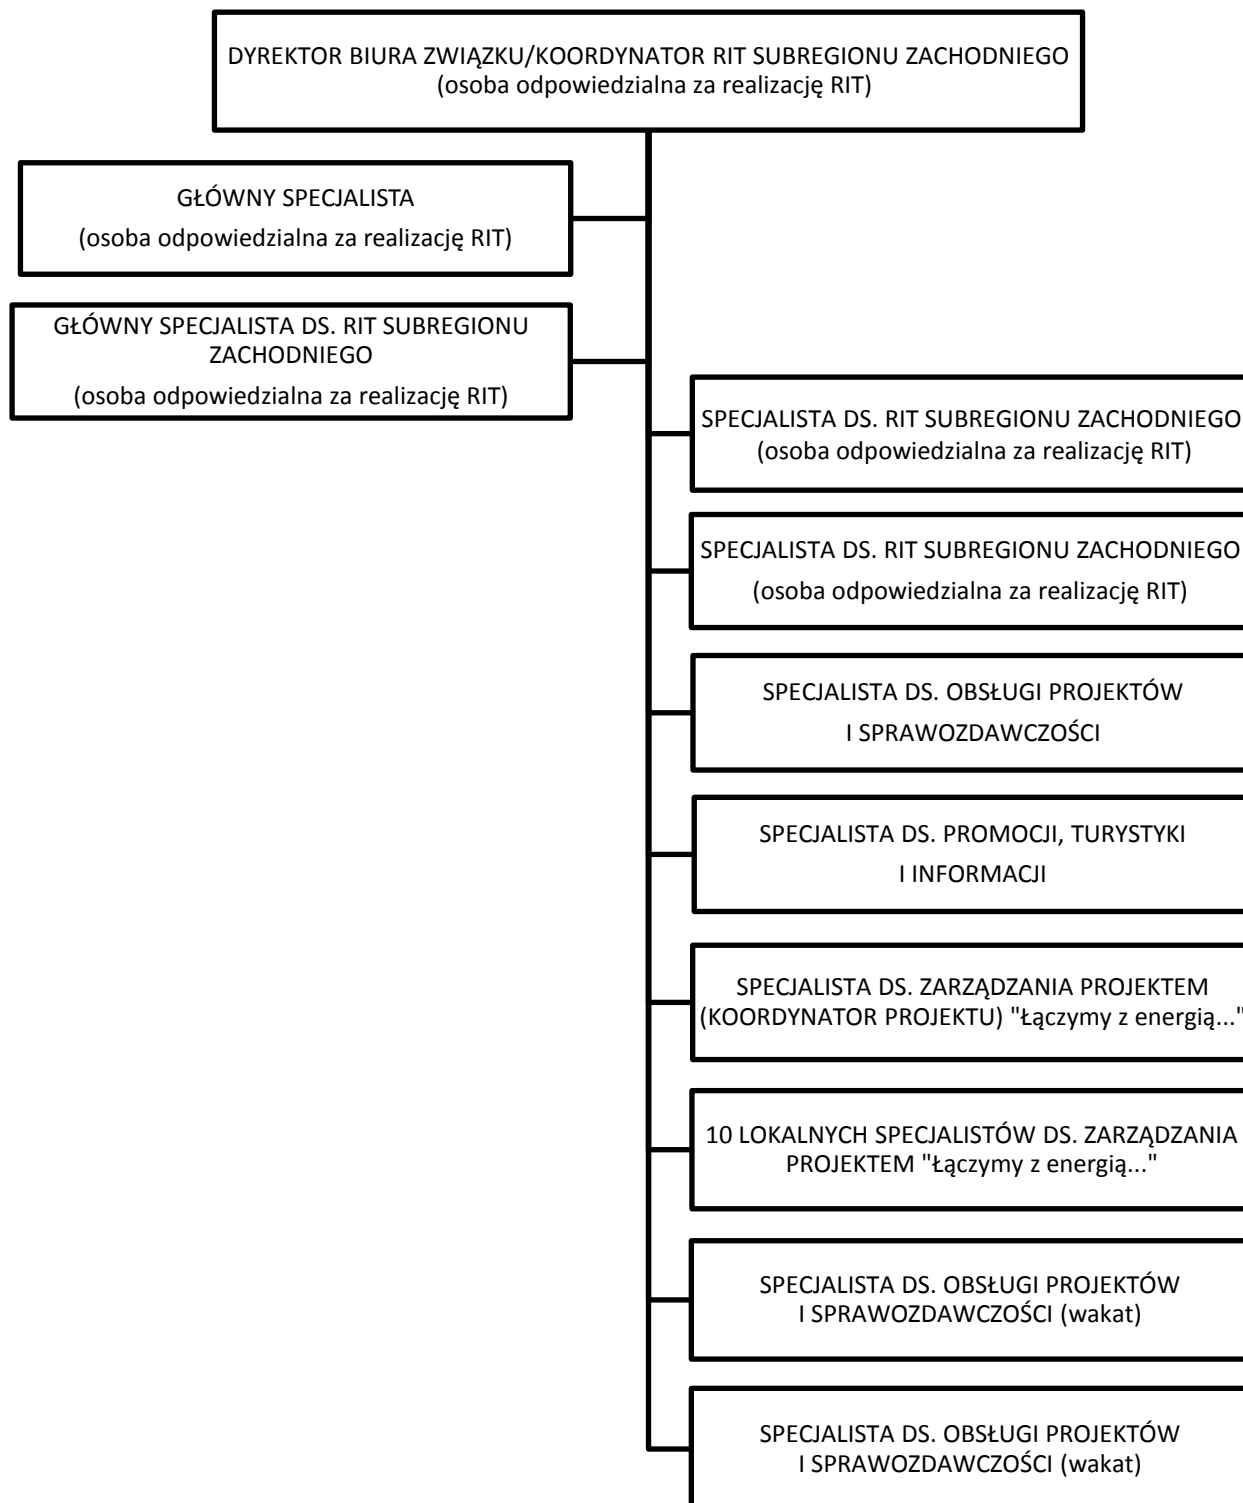 DYREKTOR BIURA ZWIĄZKU/KOORDYNATOR RIT SUBREGIONU ZACHODNIEGO
(osoba odpowiedzialna za realizację RIT)
GŁÓWNY SPECJALISTA
(osoba odpowiedzialna za realizację RIT)
GŁÓWNY SPECJALISTA DS. RIT SUBREGIONU
ZACHODNIEGO
(osoba odpowiedzialna za realizację RIT)
SPECJALISTA DS. RIT SUBREGIONU ZACHODNIEGO
(osoba odpowiedzialna za realizację RIT)
SPECJALISTA DS. RIT SUBREGIONU ZACHODNIEGO
(osoba odpowiedzialna za realizację RIT)
SPECJALISTA DS. OBSŁUGI PROJEKTÓW
I SPRAWOZDAWCZOŚCI
SPECJALISTA DS. PROMOCJI, TURYSTYKI
I INFORMACJI
SPECJALISTA DS. ZARZĄDZANIA PROJEKTEM
(KOORDYNATOR PROJEKTU) "Łączymy z energią..."
10 LOKALNYCH SPECJALISTÓW DS. ZARZĄDZANIA
PROJEKTEM "Łączymy z energią..."
SPECJALISTA DS. OBSŁUGI PROJEKTÓW
I SPRAWOZDAWCZOŚCI (wakat)
SPECJALISTA DS. OBSŁUGI PROJEKTÓW
I SPRAWOZDAWCZOŚCI (wakat)